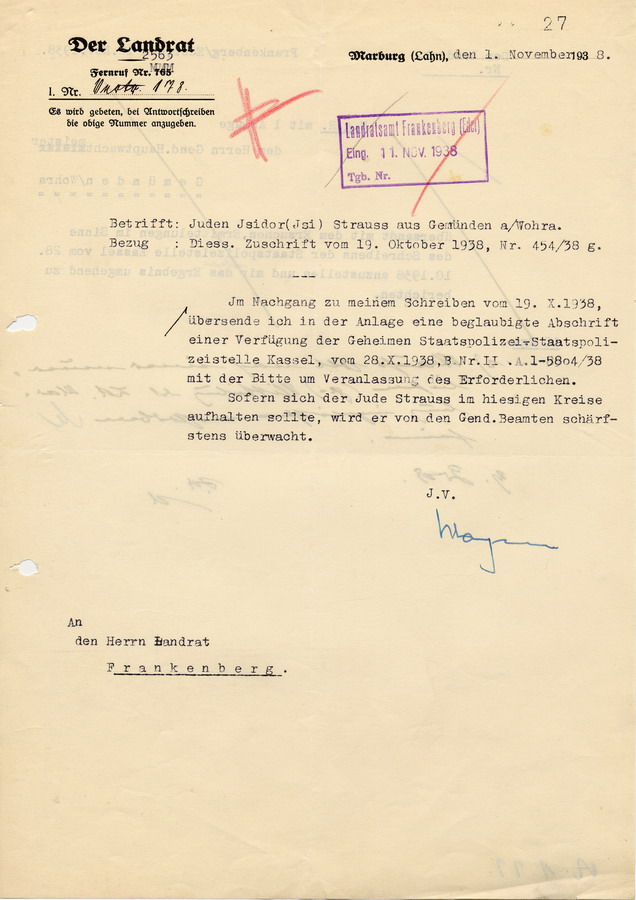 27
Der Landrat
2563
Fernruf Nr. 765
I. Nr. 178.
Es wird gebeten, bei Antwortschreiben
die obige Nummer anzugeben.
Marburg (Lahn), den 1. November 1938.
Landratsamt Frankenberg (Eder)
Eing. 11. NOV. 1938
Tgb. Nr.
Betrifft: Juden Jsidor(Jsi) Strauss aus Gemünden a/Wohra.
Bezug : Diess. Zuschrift vom 19. Oktober 1938, Nr. 454/38 g.
---
Jm Nachgang zu meinem Schreiben vom 19. X.1938,
übersende ich in der Anlage eine beglaubigte Abschrift
einer Verfügung der Geheimen Staatspolizei-Staatspoli-
zeistelle Kassel, vom 28.X.1938,B.Nr.II .A.1-5804/38
mit der Bitte um Veranlassung des Erforderlichen.
Sofern sich der Jude Strauss im hiesigen Kreise
aufhalten sollte, wird er von den Gend.Beamten schärf-
stens überwacht.
J.V.
An
den Herrn Landrat
Frankenberg.